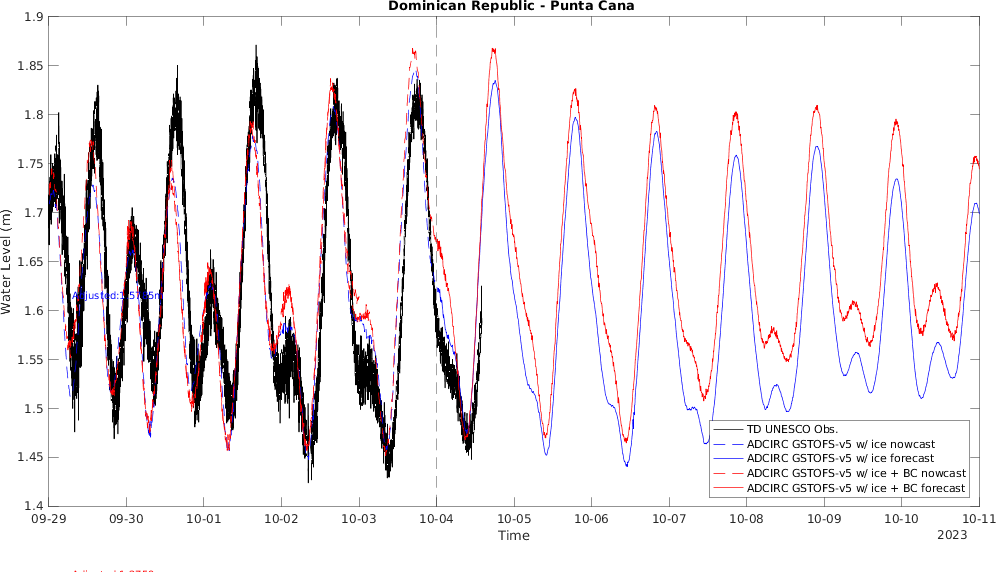 Dominican Republic - Punta Cana
1.9
1.85
1.8
1.75
1.7
1.65
1.6
1.55
1.5
1.45
1.4
Water Level (m)
TD UNESCO Obs.
ADCIRC GSTOFS-v5 w/ ice nowcast
ADCIRC GSTOFS-v5 w/ ice forecast
ADCIRC GSTOFS-v5 w/ ice + BC nowcast
ADCIRC GSTOFS-v5 w/ ice + BC forecast
09-29 09-30 10-01 10-02 10-03 10-04 10-05 10-06 10-07 10-08 10-09 10-10 10-11
Time
2023